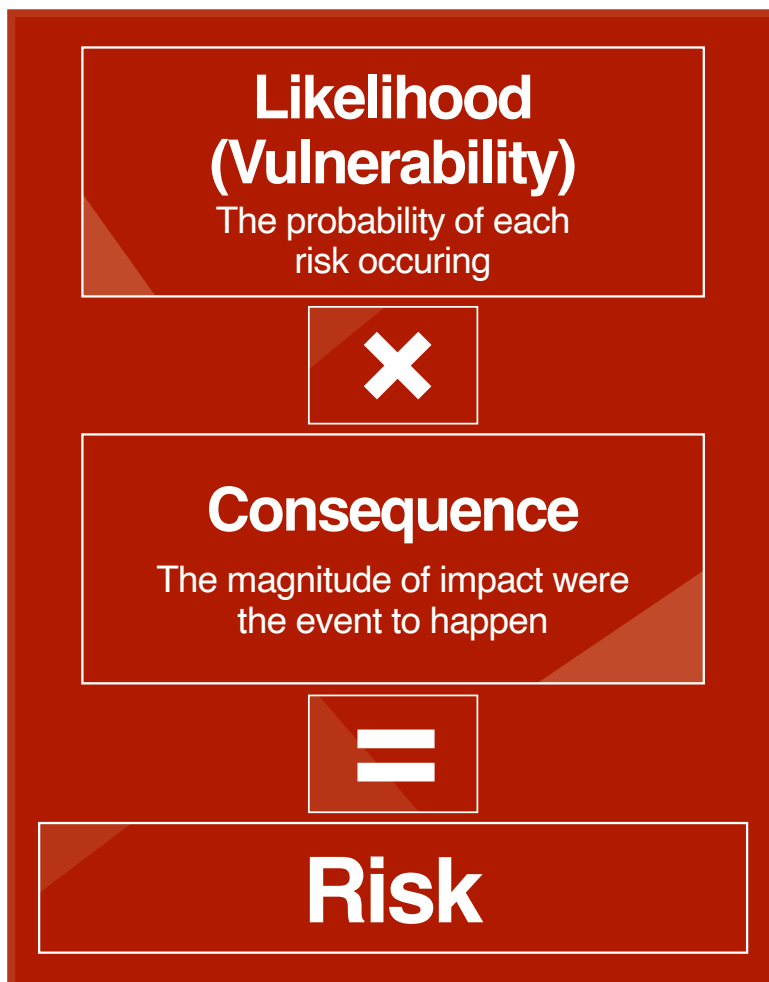 Likelihood
(Vulnerability)
The probability of each
risk occuring
×
Consequence
The magnitude of impact were
the event to happen
=
Risk